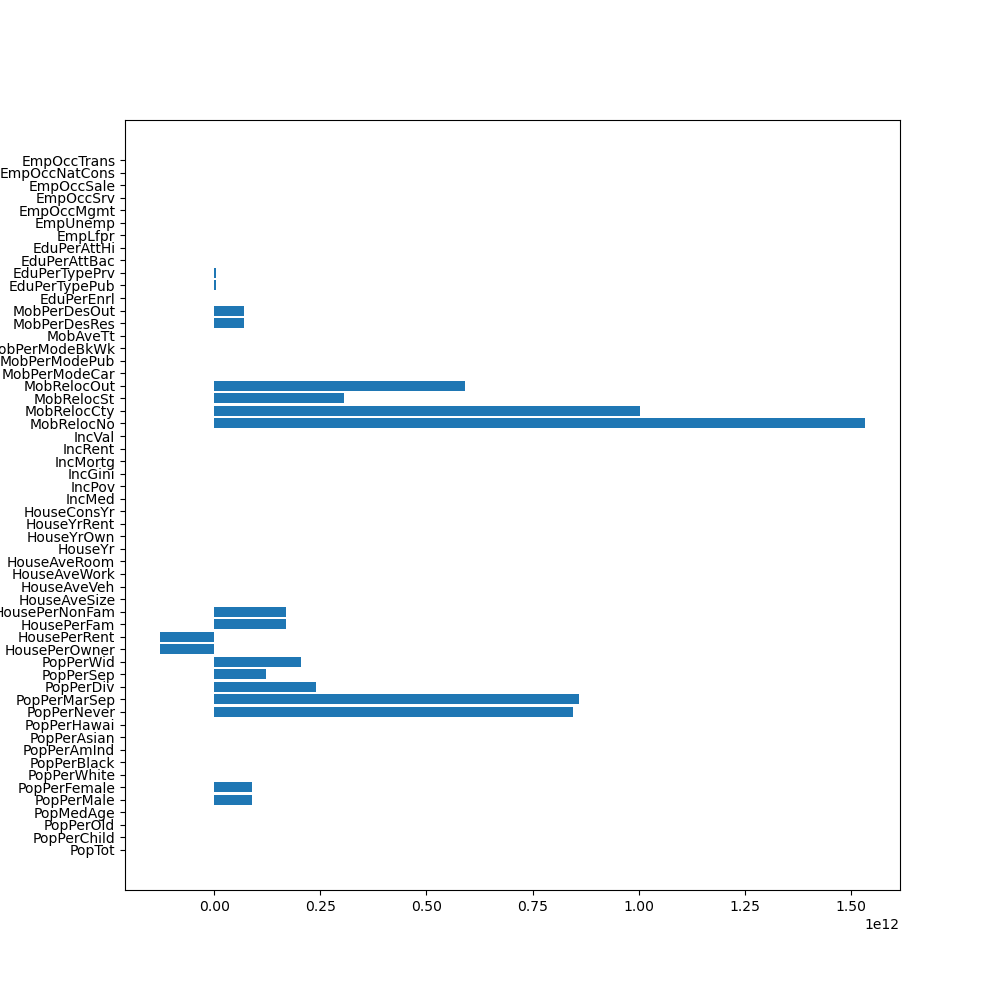 EmpOccTrans
EmpOccNatCons
EmpOccSale
EmpOccSrv
EmpOccMgmt
EmpUnemp
EmpLfpr
EduPerAttHi
EduPerAttBac
EduPerTypePrv
EduPerTypePub
EduPerEnrl
MobPerDesOut
MobPerDesRes
MobAveTt
obPerModeBkWk
MobPerModePub
MobPerModeCar
MobRelocOut
MobRelocSt
MobRelocCty
MobRelocNo
IncVal
IncRent
IncMortg
IncGini
IncPov
IncMed
HouseConsYr
HouseYrRent
HouseYrOwn
HouseYr
HouseAveRoom
HouseAveWork
HouseAveVeh
HouseAveSize
HousePerNonFam
HousePerFam
HousePerRent
HousePerOwner
PopPerWid
PopPerSep
PopPerDiv
PopPerMarSep
PopPerNever
PopPerHawai
PopPerAsian
PopPerAmInd
PopPerBlack
PopPerWhite
PopPerFemale
PopPerMale
PopMedAge
PopPerOld
PopPerChild
PopTot
0.00 0.25 0.50 0.75 1.00 1.25 1.50
1e12